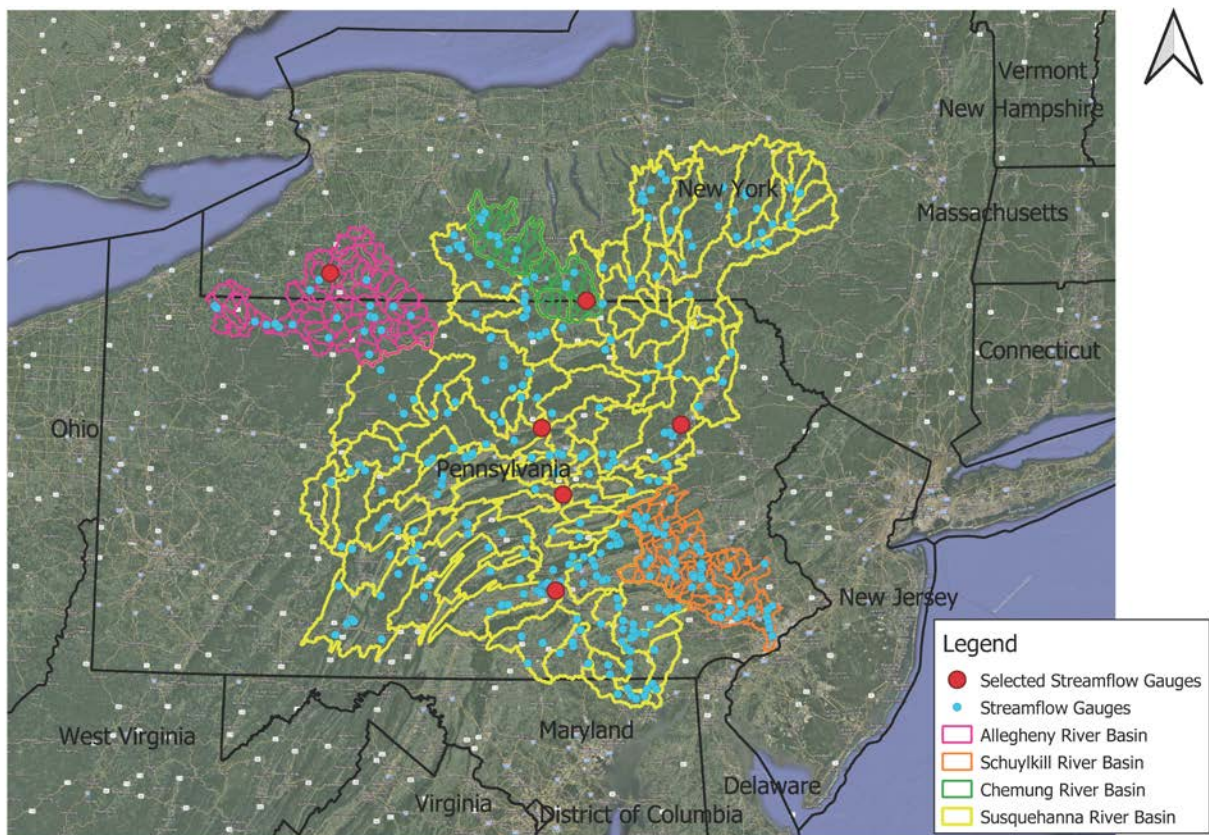 Vermont
New Hampshire
New York
Massachusetts
Connecticut
Ohio
Pennsylvania
New Jersey
Maryland
West Virginia
Delaware
Virginia
District of Columbia
Legend
Selected Streamflow Gauges
Streamflow Gauges
Allegheny River Basin
Schuylkill River Basin
Chemung River Basin
Susquehanna River Basin